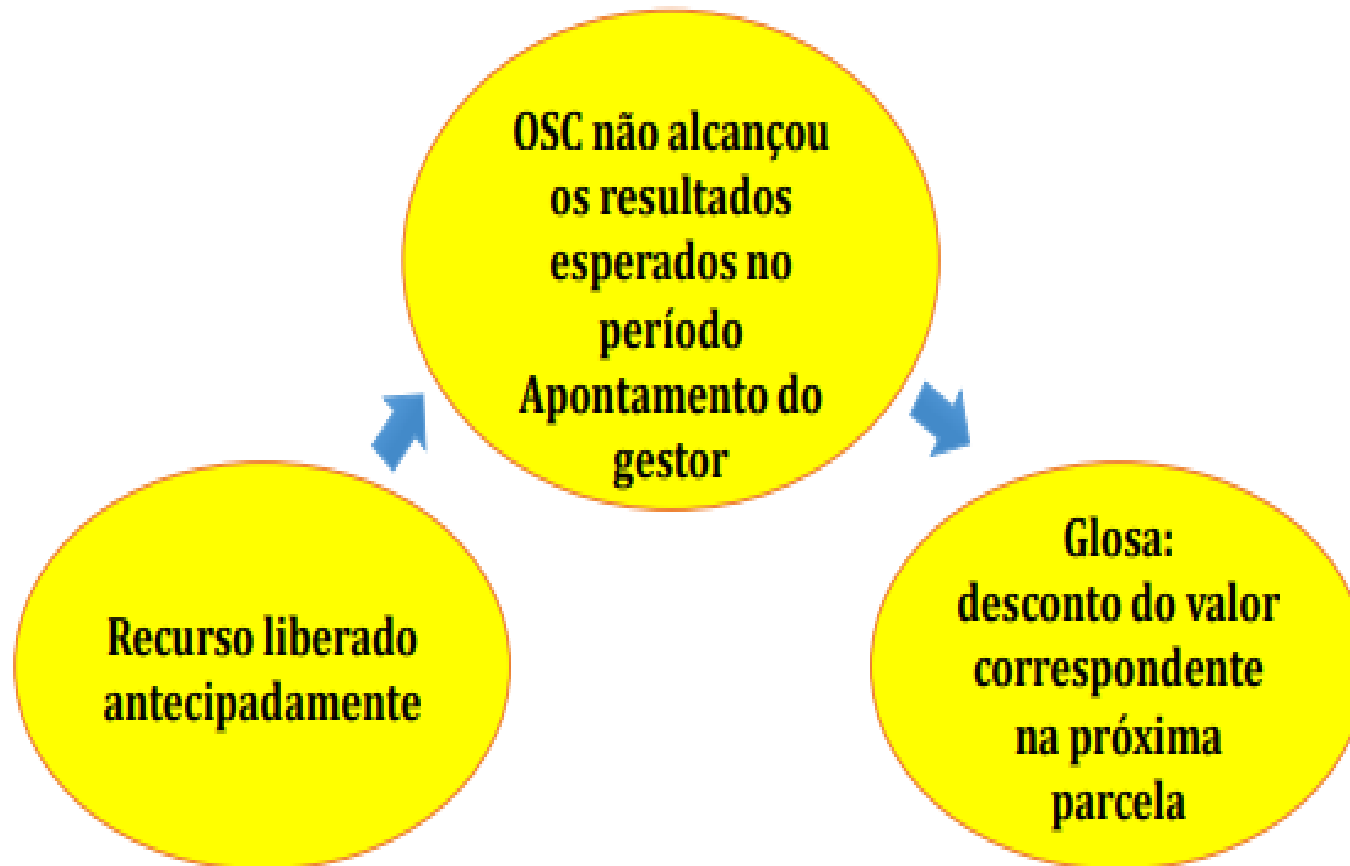 OSC não alcançou
os resultados
esperados no
período
Apontamento do
gestor
Recurso liberado
antecipadamente
Glosa:
desconto do valor
correspondente
na próxima
parcela